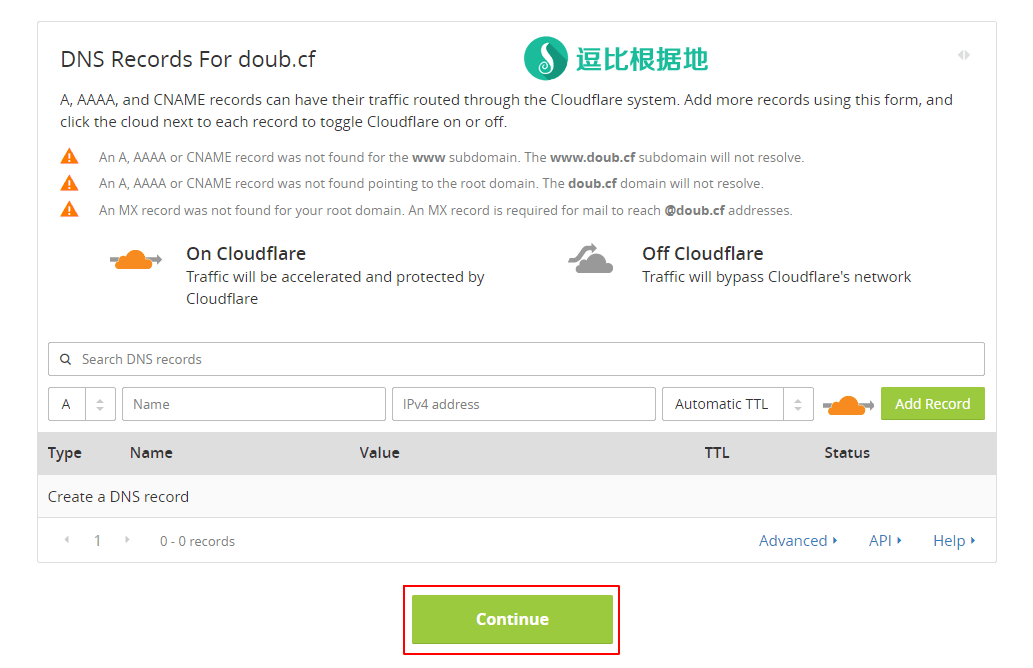 DNS Records For doub.cf
逗比根据地
A, AAAA, and CNAME records can have their traffic routed through the Cloudflare system. Add more records using this form, and
click the cloud next to each record to toggle Cloudflare on or off.
An A, AAAA or CNAME record was not found for the www subdomain. The www.doub.cf subdomain will not resolve.
An A, AAAA or CNAME record was not found pointing to the root domain. The doub.cf domain will not resolve.
An MX record was not found for your root domain. An MX record is required for mail to reach @doub.cf addresses.
On Cloudflare
Traffic will be accelerated and protected by
Cloudflare
Off Cloudflare
Traffic will bypass Cloudflare's network
Search DNS records
A Name IPv4 address Automatic TTL Add Record
Type Name Value TTL Status
Create a DNS record
1 0 - 0 records Advanced API Help
Continue